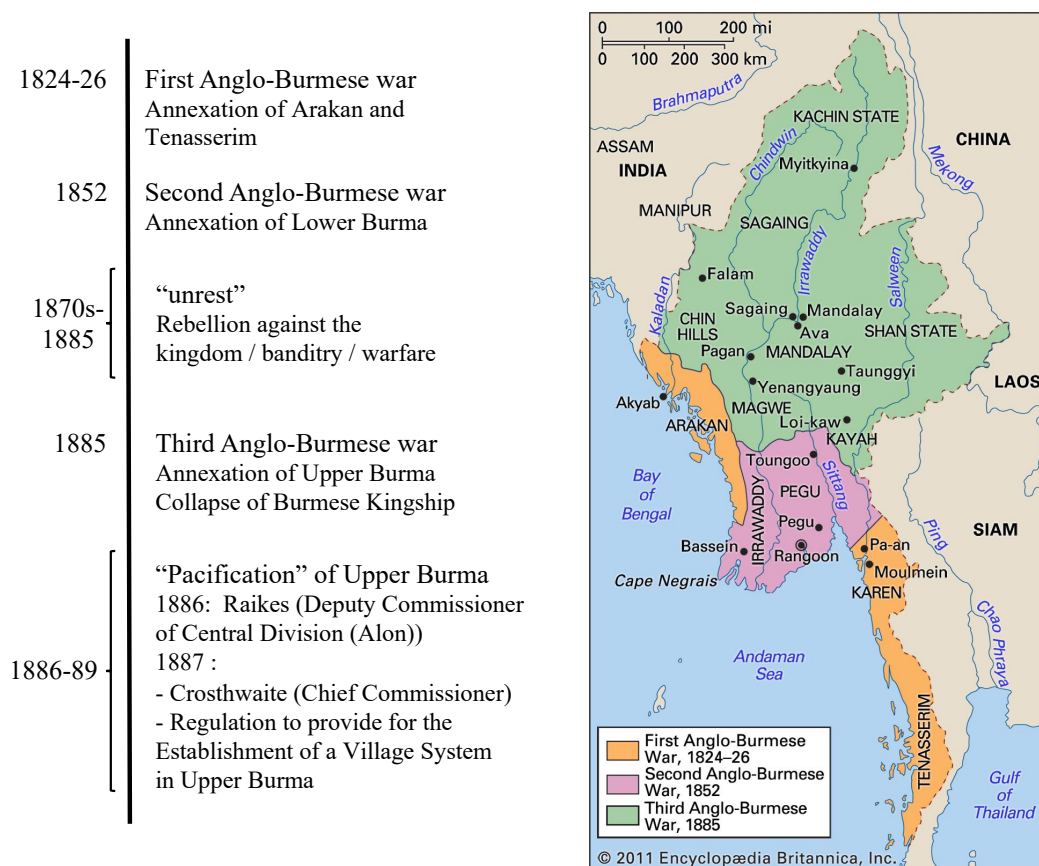 1824-26
First Anglo-Burmese war
Annexation of Arakan and
Tenasserim
1852
Second Anglo-Burmese war
Annexation of Lower Burma
1870s-
1885
“unrest”
Rebellion against the
kingdom / banditry / warfare
1885
Third Anglo-Burmese war
Annexation of Upper Burma
Collapse of Burmese Kingship
1886-89
“Pacification” of Upper Burma
1886: Raikes (Deputy Commissioner
of Central Division (Alon))
1887 :
- Crosthwaite (Chief Commissioner)
- Regulation to provide for the
Establishment of a Village System
in Upper Burma
0 100 200 mi
0 100 200 300 km
Brahmaputra
KACHIN STATE
ASSAM
INDIA
CHINA
Chindwin
Myitkyina
Mekong
MANIPUR
SAGAING
Irrawaddy
Salween
Falam
Kaladan
Sagaing
Mandalay
CHIN
HILLS
Ava
SHAN STATE
Pagan
MANDALAY
Taunggyi
LAOS
Yenangyaung
Akyab
MAGWE
ARAKAN
Loi-kaw
KAYAH
Toungoo
Sittang
Bay
of
Bengal
PEGU
IRRAWADDY
Pegu
Ping
SIAM
Bassein
Rangoon
Pa-an
Moulmein
Cape Negrais
KAREN
Chao Phraya
Andaman
Sea
TENASSERIM
First Anglo-Burmese
War, 1824–26
Second Anglo-Burmese
War, 1852
Third Anglo-Burmese
War, 1885
Gulf
of
Thailand
© 2011 Encyclopædia Britannica, Inc.